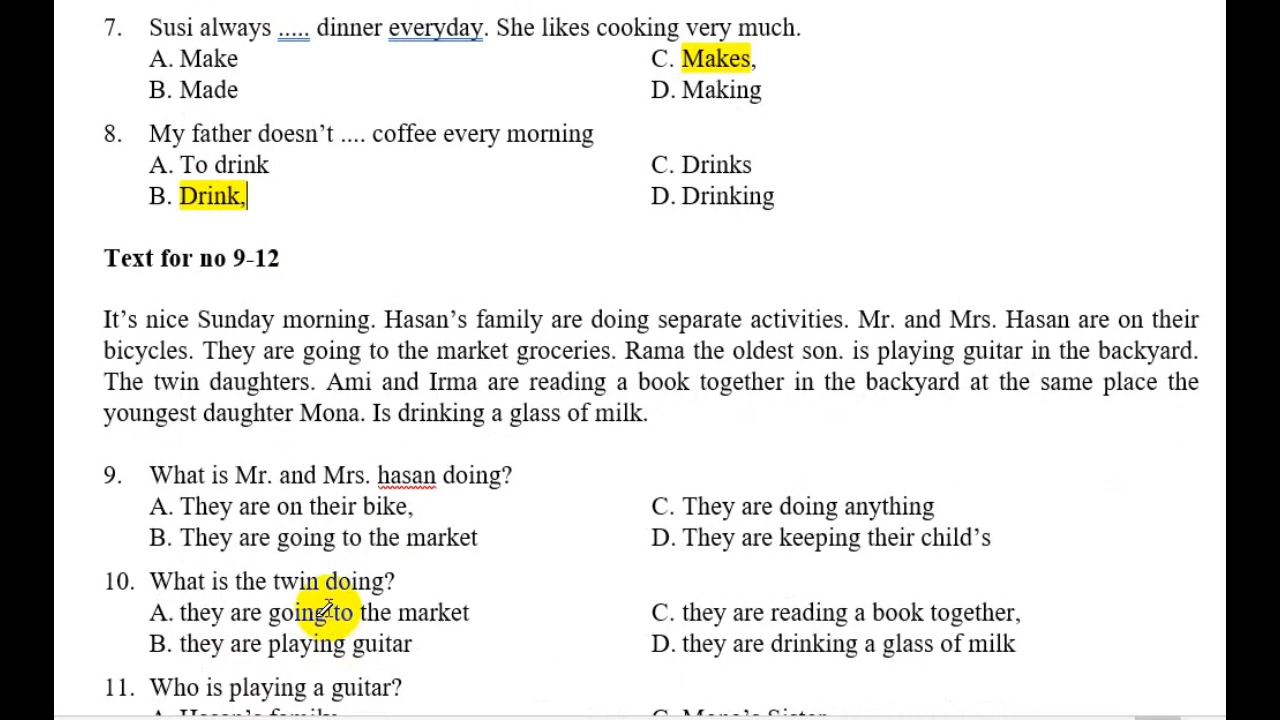 7. Susi always ..... dinner everyday. She likes cooking very much.
A. Make
C. Makes,
B. Made
D. Making
8. My father doesn’t .... coffee every morning
A. To drink
C. Drinks
B. Drink,
D. Drinking
Text for no 9-12
It’s nice Sunday morning. Hasan’s family are doing separate activities. Mr. and Mrs. Hasan are on their
bicycles. They are going to the market groceries. Rama the oldest son. is playing guitar in the backyard.
The twin daughters. Ami and Irma are reading a book together in the backyard at the same place the
youngest daughter Mona. Is drinking a glass of milk.
9. What is Mr. and Mrs. hasan doing?
A. They are on their bike,
C. They are doing anything
B. They are going to the market
D. They are keeping their child’s
10. What is the twin doing?
A. they are going to the market
C. they are reading a book together,
B. they are playing guitar
D. they are drinking a glass of milk
11. Who is playing a guitar?
A. Hasan’s family
C. Mona’s Sister